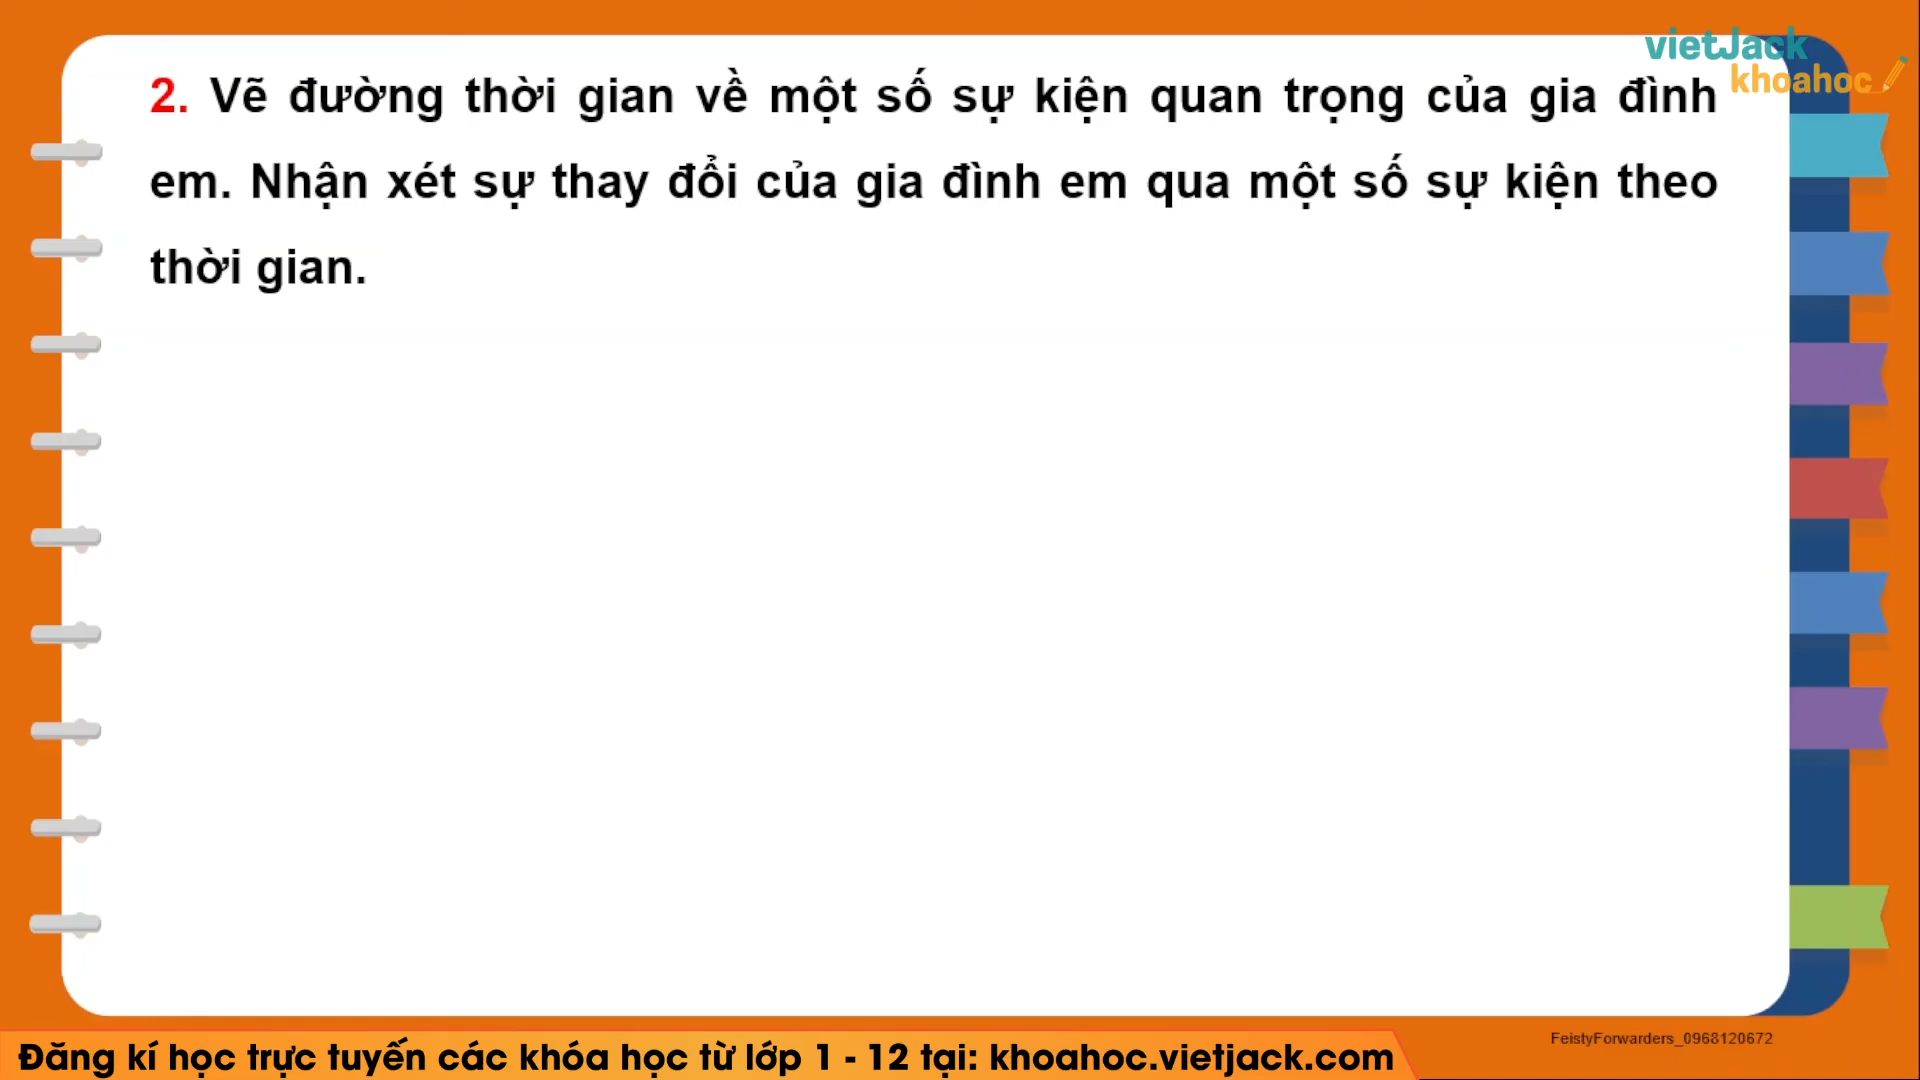 vietJack
khoahoc
2. Vẽ đường thời gian về một số sự kiện quan trọng của gia đình
em. Nhận xét sự thay đổi của gia đình em qua một số sự kiện theo
thời gian.
FeistyForwarders_0968120672
Đăng kí học trực tuyến các khóa học từ lớp 1 - 12 tại: khoahoc.vietjack.com